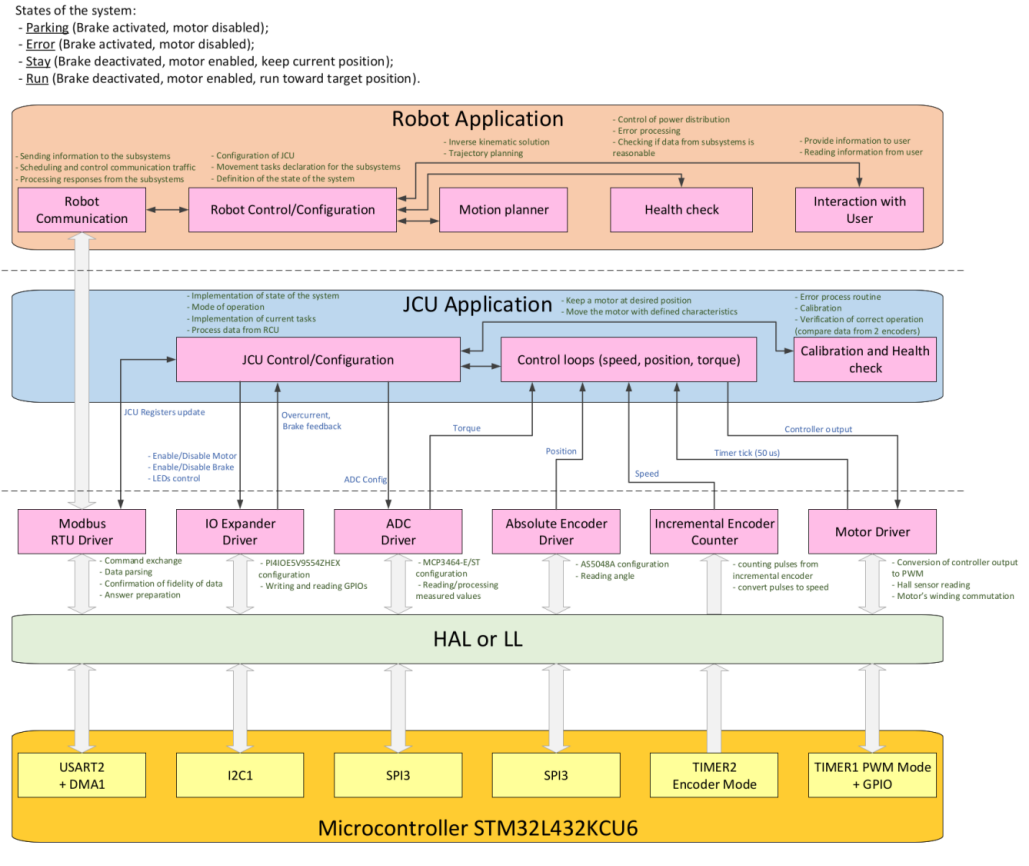 States of the system:
- Parking (Brake activated, motor disabled);
- Error (Brake activated, motor disabled);
- Stay (Brake deactivated, motor enabled, keep current position);
- Run (Brake deactivated, motor enabled, run toward target position).
Robot Application
- Sending information to the subsystems
- Scheduling and control communication traffic
- Processing responses from the subsystems
- Configuration of JCU
- Movement tasks declaration for the subsystems
- Definition of the state of the system
- Inverse kinematic solution
- Trajectory planning
- Control of power distribution
- Error processing
- Checking if data from subsystems is
reasonable
- Provide information to user
- Reading information from user
Robot
Communication
Robot Control/Configuration
Motion planner
Health check
Interaction with
User
JCU Application
- Implementation of state of the system
- Mode of operation
- Implementation of current tasks
- Process data from RCU
- Keep a motor at desired position
- Move the motor with defined characteristics
- Error process routine
- Calibration
- Verification of correct operation
(compare data from 2 encoders)
JCU Control/Configuration
Control loops (speed, position, torque)
Calibration and Health
check
JCU Registers update
- Enable/Disable Motor
- Enable/Disable Brake
- LEDs control
Overcurrent,
Brake feedback
ADC Config
Torque
Position
Speed
Timer tick (50 us)
Controller output
Modbus
RTU Driver
IO Expander
Driver
ADC
Driver
Absolute Encoder
Driver
Incremental Encoder
Counter
Motor Driver
- Command exchange
- Data parsing
- Confirmation of fidelity of data
- Answer preparation
- PI4IOE5V9554ZHEX
configuration
- Writing and reading GPIOs
- MCP3464-E/ST
configuration
- Reading/processing
measured values
- AS5048A configuration
- Reading angle
- counting pulses from
incremental encoder
- convert pulses to speed
- Conversion of controller output
to PWM
- Hall sensor reading
- Motor's winding commutation
HAL or LL
USART2
+ DMA1
I2C1
SPI3
SPI3
TIMER2
Encoder Mode
TIMER1 PWM Mode
+ GPIO
Microcontroller STM32L432KCU6